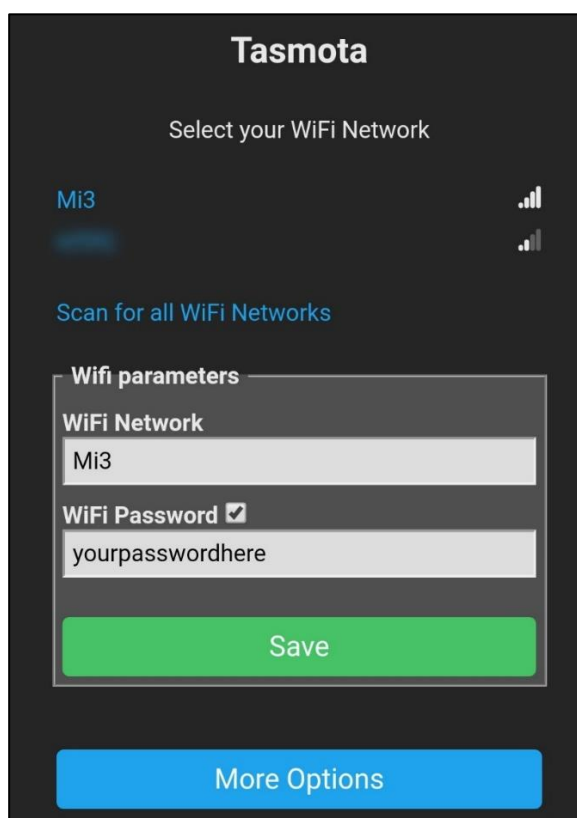 Tasmota
Select your WiFi Network
Mi3
Scan for all WiFi Networks
Wifi parameters
WiFi Network
Mi3
WiFi Password
yourpasswordhere
Save
More Options